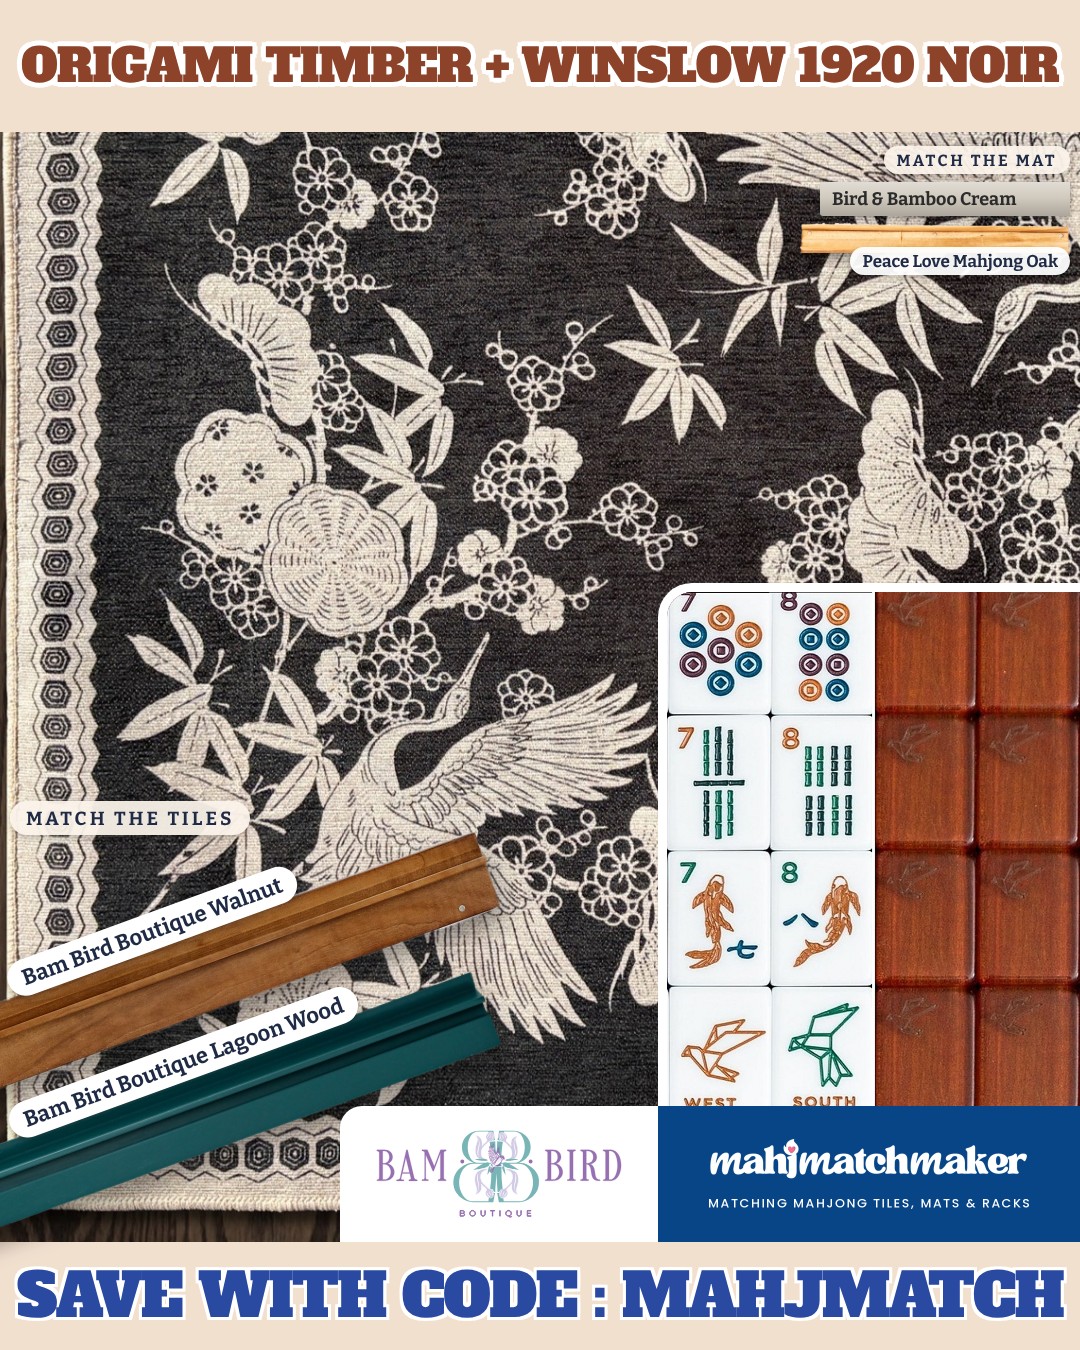 ORIGAMI TIMBER + WINSLOW 1920 NOIR
MATCH THE MAT
Bird & Bamboo Cream
Peace Love Mahjong Oak
7 8
7 8
7 8
七 八
WEST SOUTH
MATCH THE TILES
Bam Bird Boutique Walnut
Bam Bird Boutique Lagoon Wood
BAM BIRD
BOUTIQUE
mahjmatchmaker
MATCHING MAHJONG TILES, MATS & RACKS
SAVE WITH CODE : MAHJMATCH